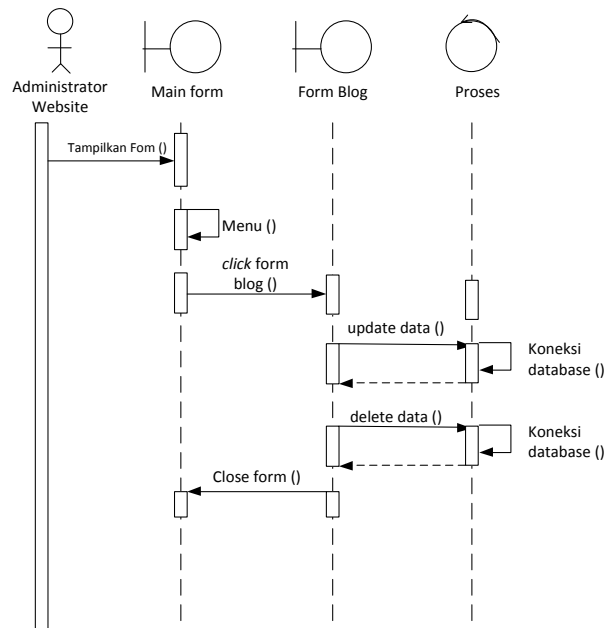 Administrator
Website
Main form
Form Blog
Proses
Tampilkan Fom ()
Menu ()
click form
blog ()
update data ()
Koneksi
database ()
delete data ()
Koneksi
database ()
Close form ()